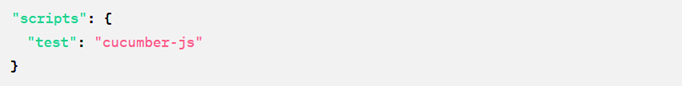 "scripts": {
"test": "cucumber-js"
}